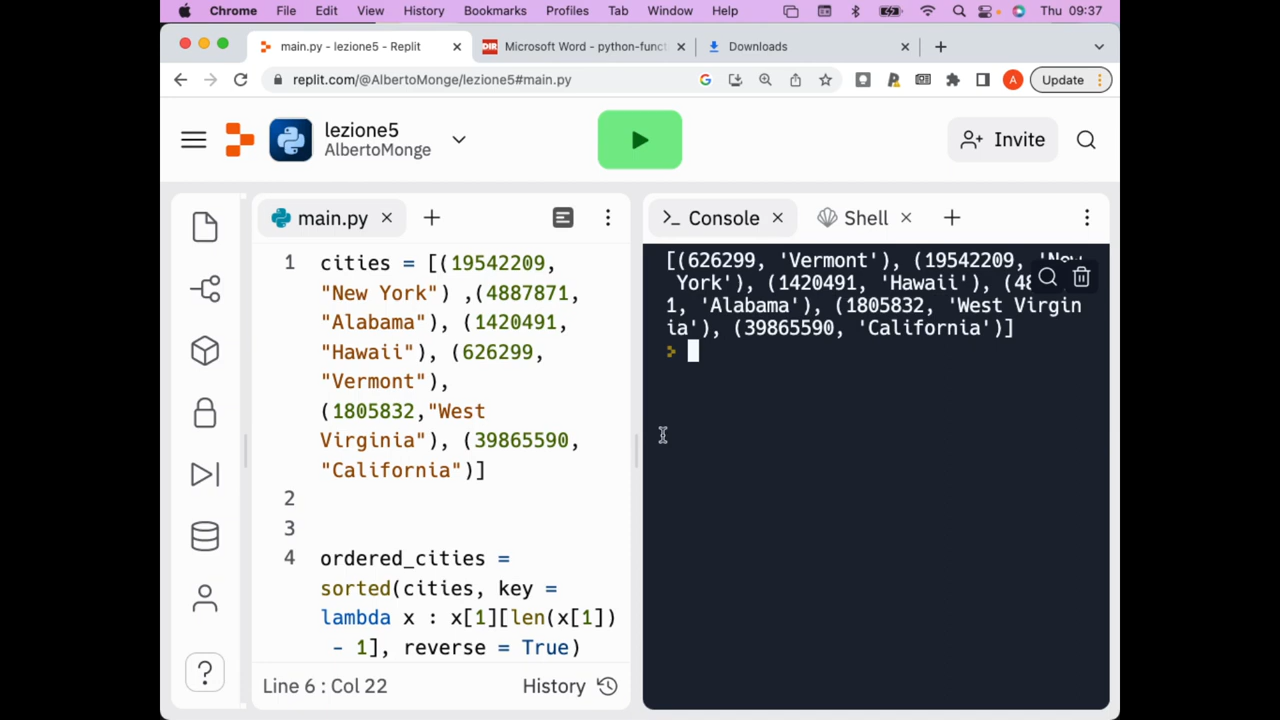 Chrome File Edit View History Bookmarks Profiles Tab Window Help Thu 09:37
main.py - lezione5 - Replit
DIR Microsoft Word - python-funct
Downloads
replit.com/@AlbertoMonge/lezione5#main.py
A
Update
lezione5
AlbertoMonge
Invite
main.py
Console
Shell
1 cities = [(19542209,
"New York") ,(4887871,
"Alabama"), (1420491,
"Hawaii"), (626299,
"Vermont"),
(1805832,"West
Virginia"), (39865590,
"California")]
2
3
4 ordered_cities =
sorted(cities, key =
lambda x : x[1][len(x[1])
- 1], reverse = True)
Line 6 : Col 22
History
[(626299, 'Vermont'), (19542209, 'New
York'), (1420491, 'Hawaii'), (48
1, 'Alabama'), (1805832, 'West Virgin
ia'), (39865590, 'California')]